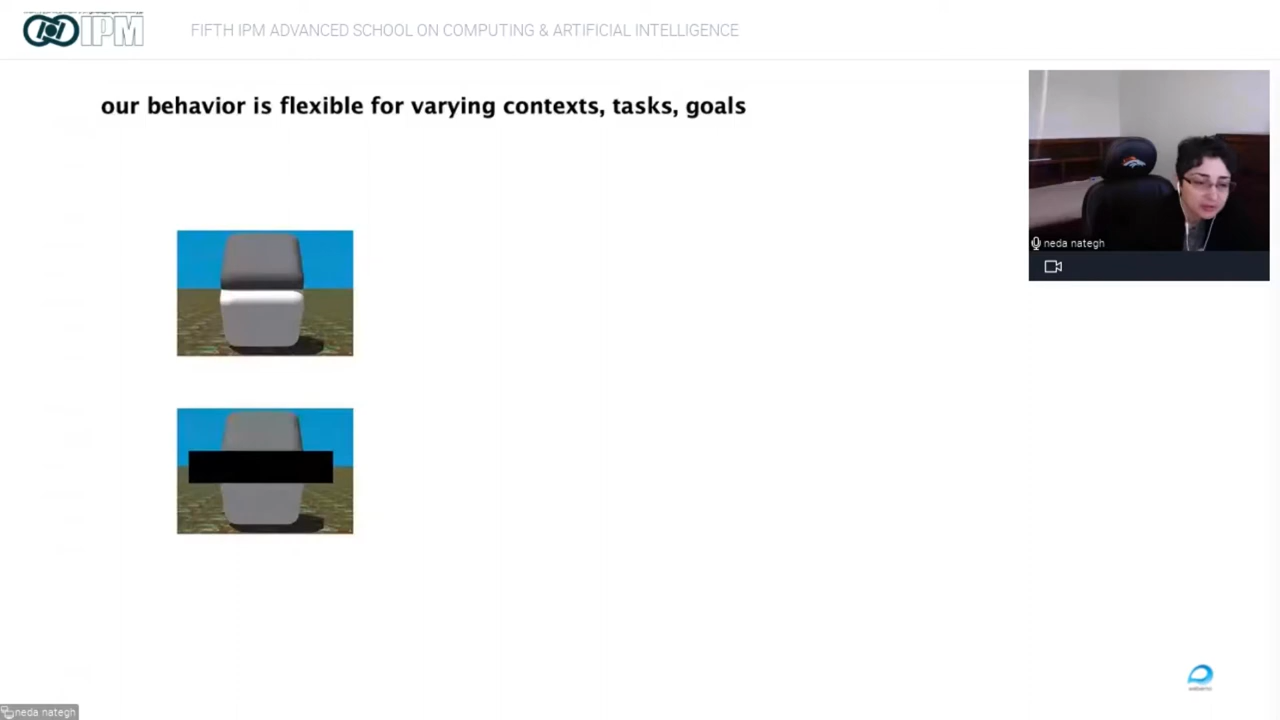 IPM
FIFTH IPM ADVANCED SCHOOL ON COMPUTING & ARTIFICIAL INTELLIGENCE
our behavior is flexible for varying contexts, tasks, goals
neda nategh
neda nategh